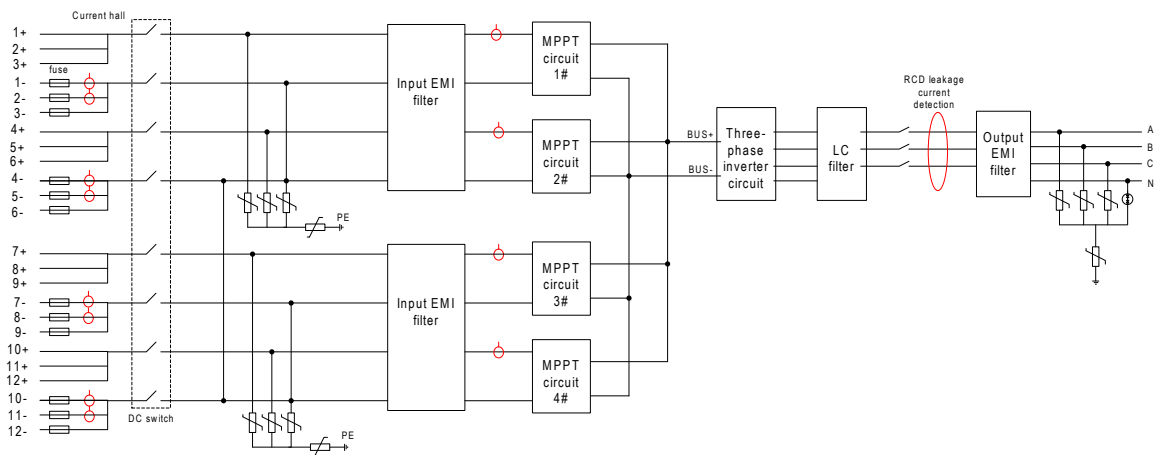 Current hall
1+
2+
3+
fuse
1-
2-
3-
4+
5+
6+
4-
5-
6-
7+
8+
9+
7-
8-
9-
10+
11+
12+
10-
11-
12-
DC switch
Input EMI
filter
PE
Input EMI
filter
PE
MPPT
circuit
1#
MPPT
circuit
2#
MPPT
circuit
3#
MPPT
circuit
4#
BUS+
BUS-
Three-
phase
inverter
circuit
LC
filter
RCD leakage
current
detection
Output
EMI
filter
A
B
C
N